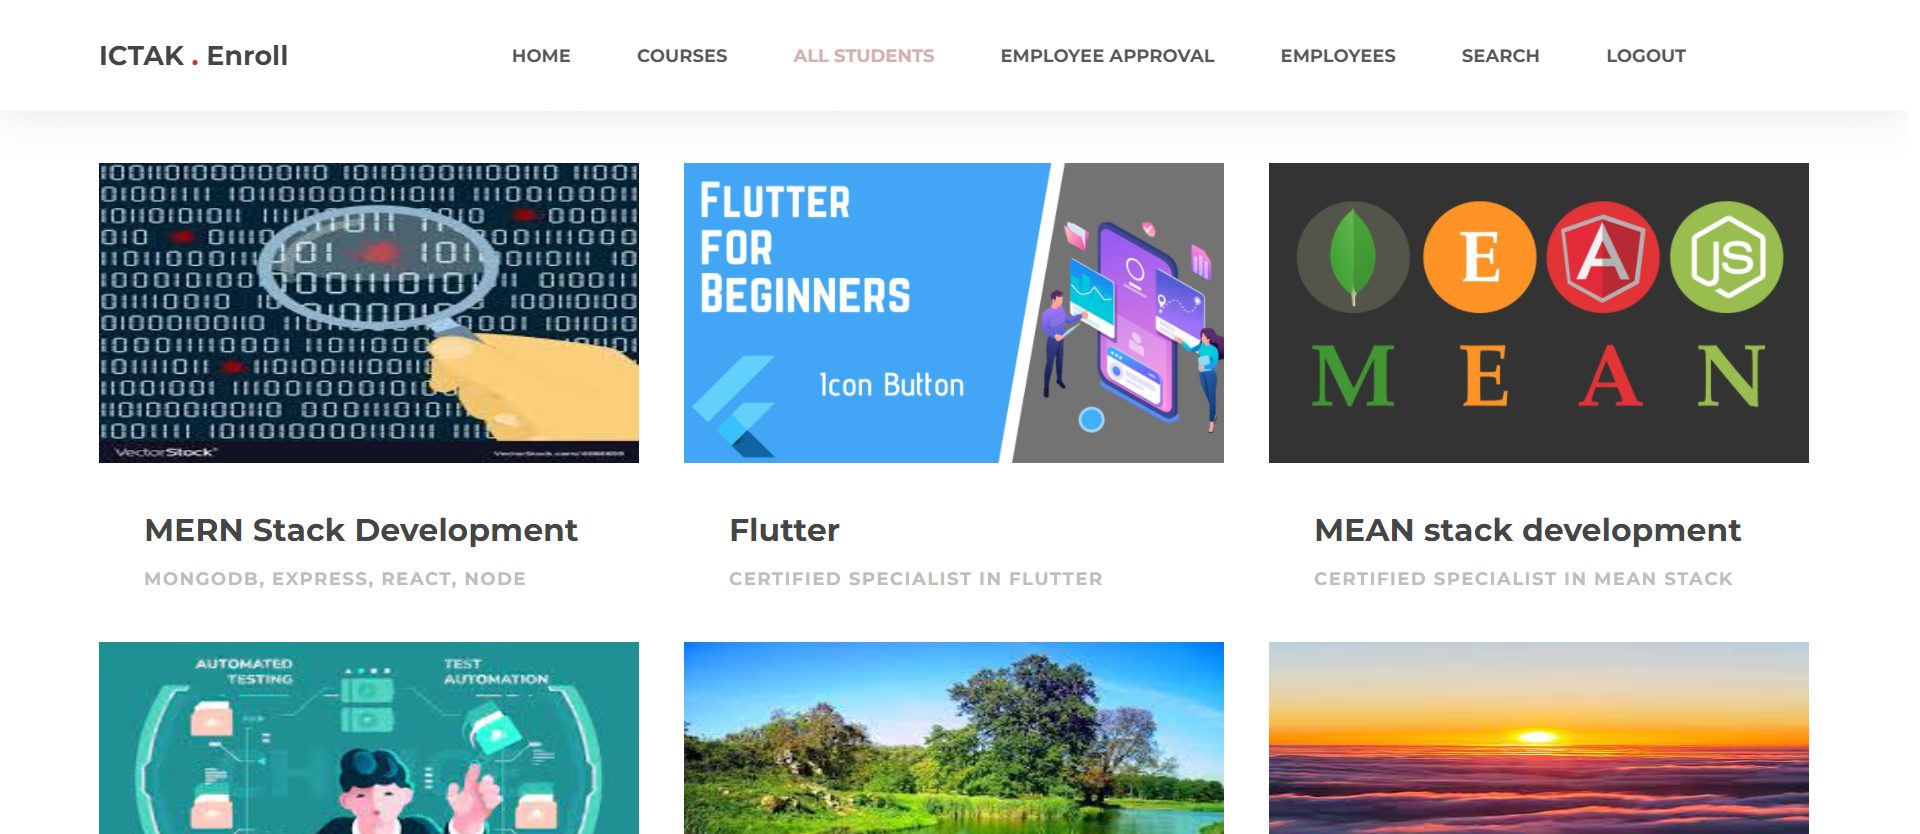 ICTAK . Enroll
HOME COURSES ALL STUDENTS EMPLOYEE APPROVAL EMPLOYEES SEARCH LOGOUT
VectorStock
FLUTTER
FOR
BEGINNERS
Icon Button
E A JS
M E A N
MERN Stack Development
MONGODB, EXPRESS, REACT, NODE
Flutter
CERTIFIED SPECIALIST IN FLUTTER
MEAN stack development
CERTIFIED SPECIALIST IN MEAN STACK
AUTOMATED
TESTING
TEST
AUTOMATION